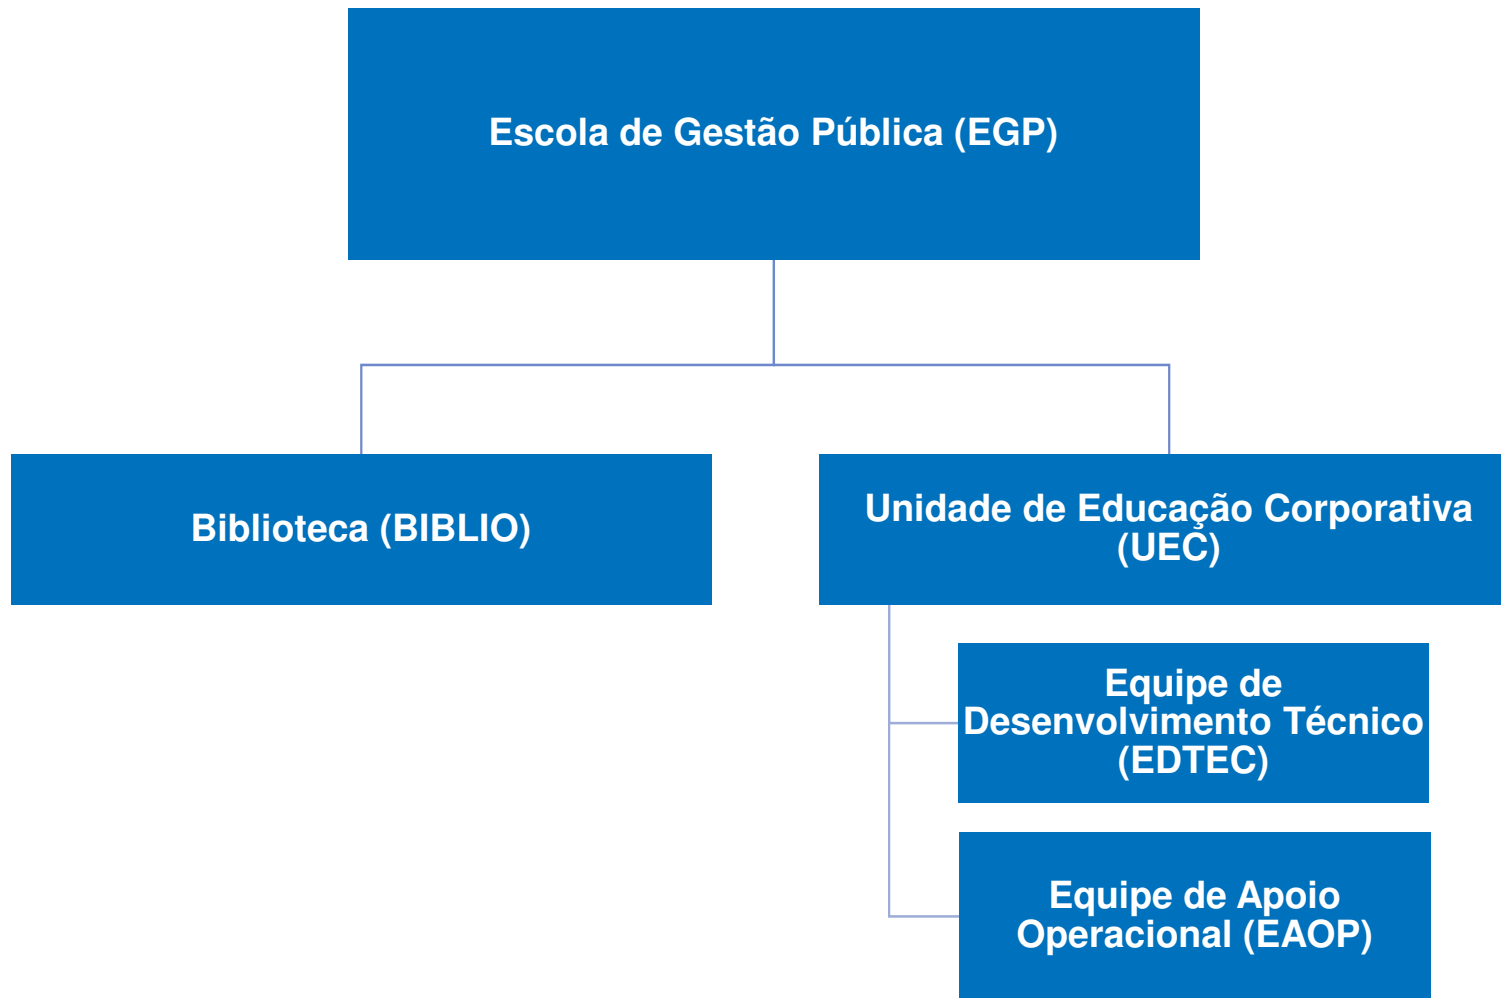 Escola de Gestão Pública (EGP)
Biblioteca (BIBLIO)
Unidade de Educação Corporativa
(UEC)
Equipe de
Desenvolvimento Técnico
(EDTEC)
Equipe de Apoio
Operacional (EAOP)